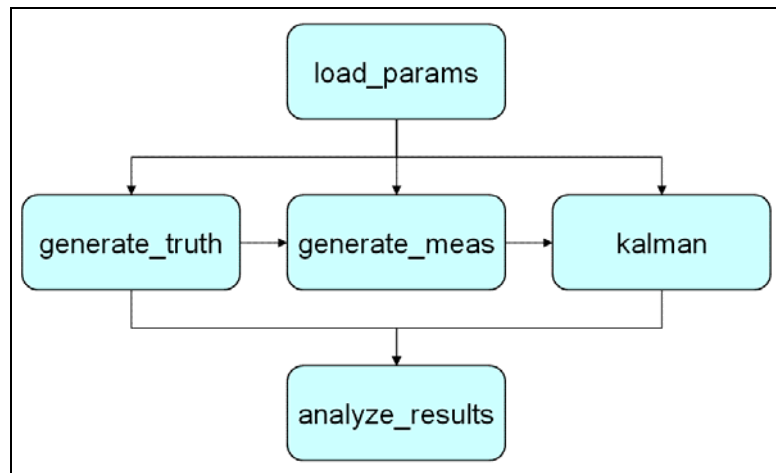 load_params
generate_truth
generate_meas
kalman
analyze_results